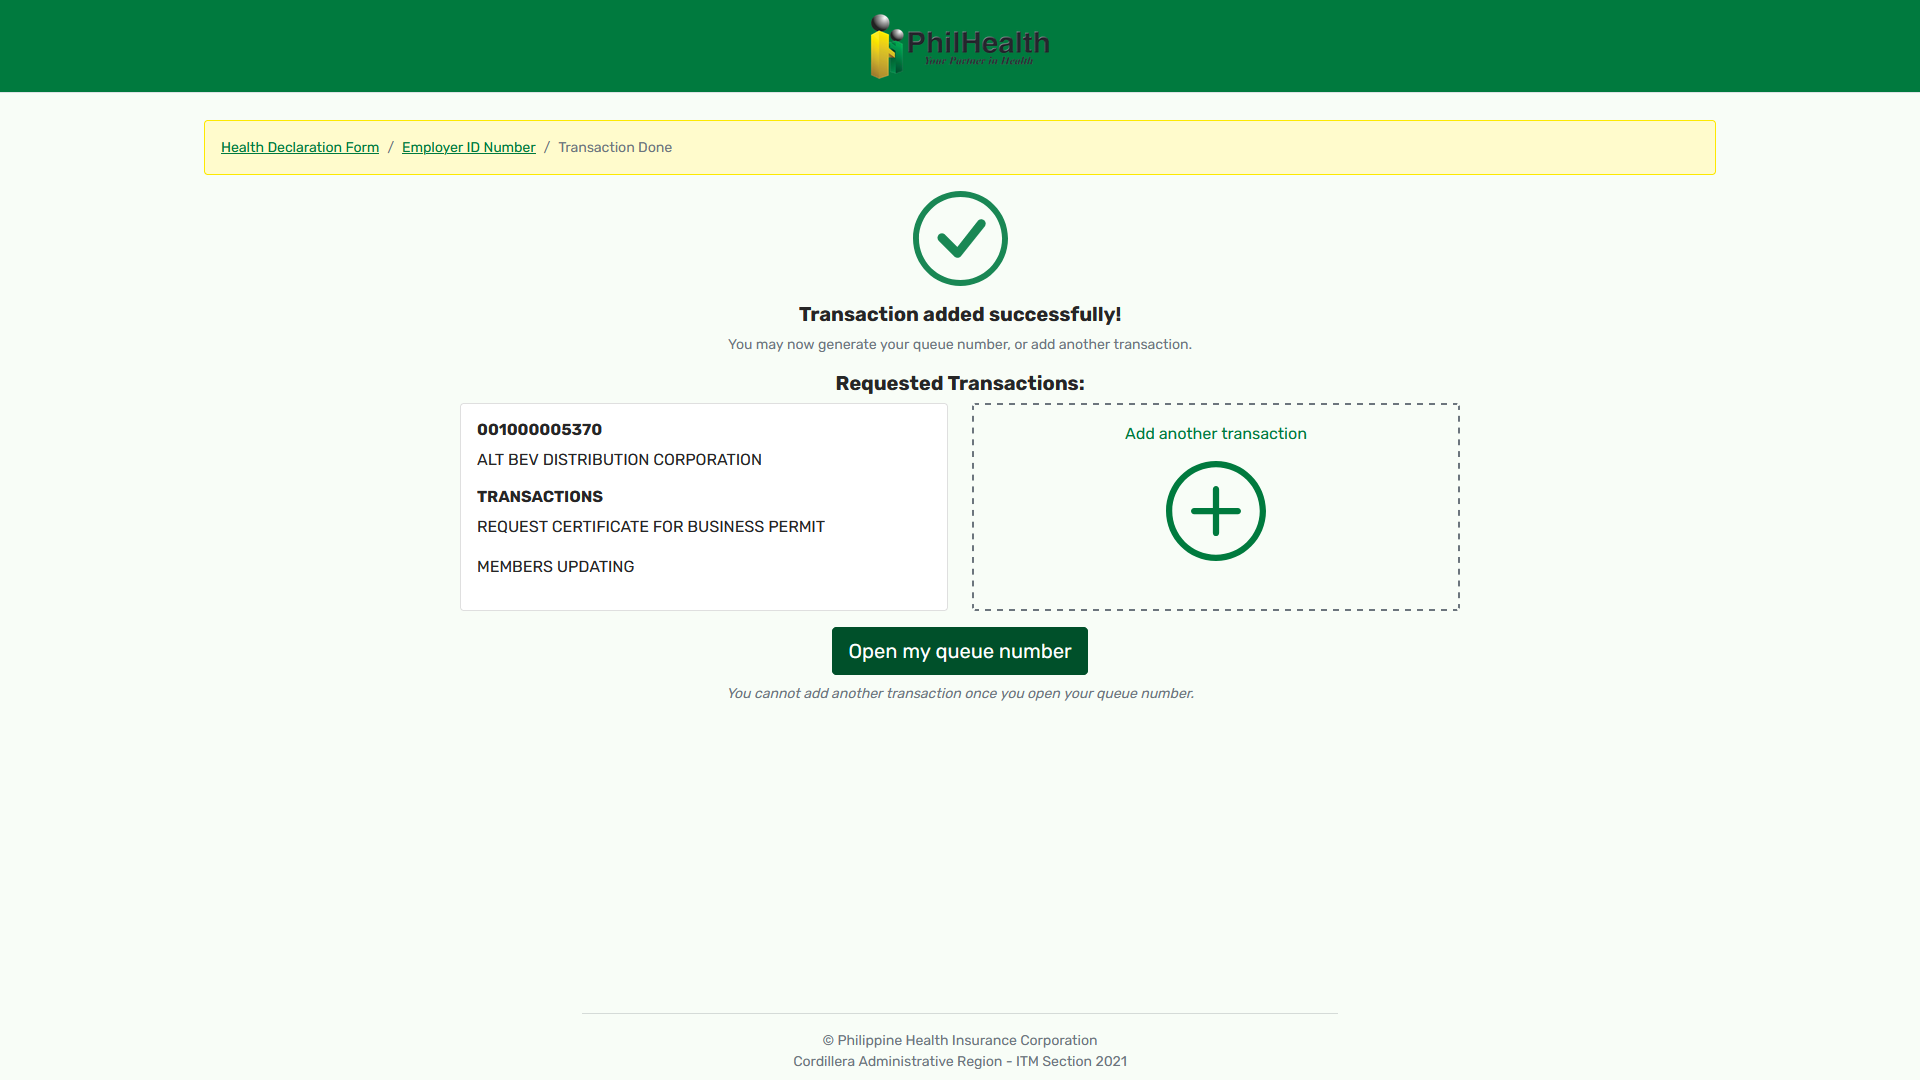 PhilHealth
Your Partner in Health
Health Declaration Form / Employer ID Number / Transaction Done
Transaction added successfully!
You may now generate your queue number, or add another transaction.
Requested Transactions:
001000005370
ALT BEV DISTRIBUTION CORPORATION
TRANSACTIONS
REQUEST CERTIFICATE FOR BUSINESS PERMIT
MEMBERS UPDATING
Add another transaction
Open my queue number
You cannot add another transaction once you open your queue number.
© Philippine Health Insurance Corporation
Cordillera Administrative Region - ITM Section 2021